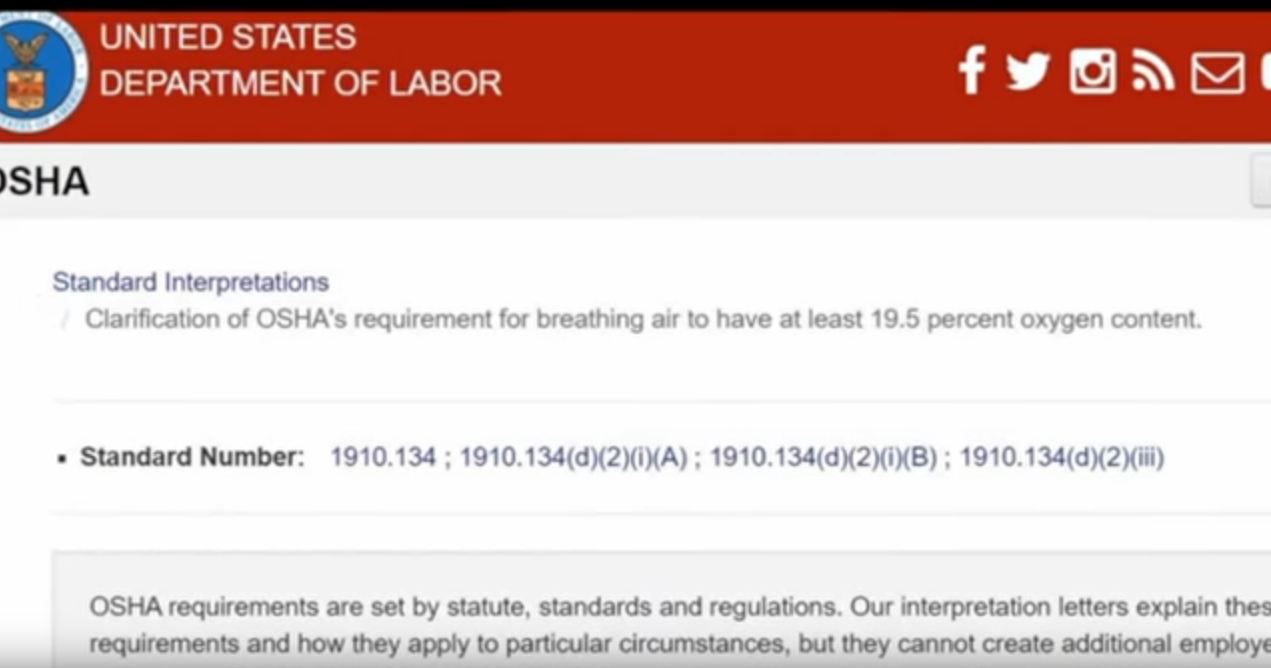 UNITED STATES
DEPARTMENT OF LABOR
OSHA
Standard Interpretations
/ Clarification of OSHA's requirement for breathing air to have at least 19.5 percent oxygen content.
▪ Standard Number: 1910.134 ; 1910.134(d)(2)(i)(A) ; 1910.134(d)(2)(i)(B) ; 1910.134(d)(2)(iii)
OSHA requirements are set by statute, standards and regulations. Our interpretation letters explain thes
requirements and how they apply to particular circumstances, but they cannot create additional employe